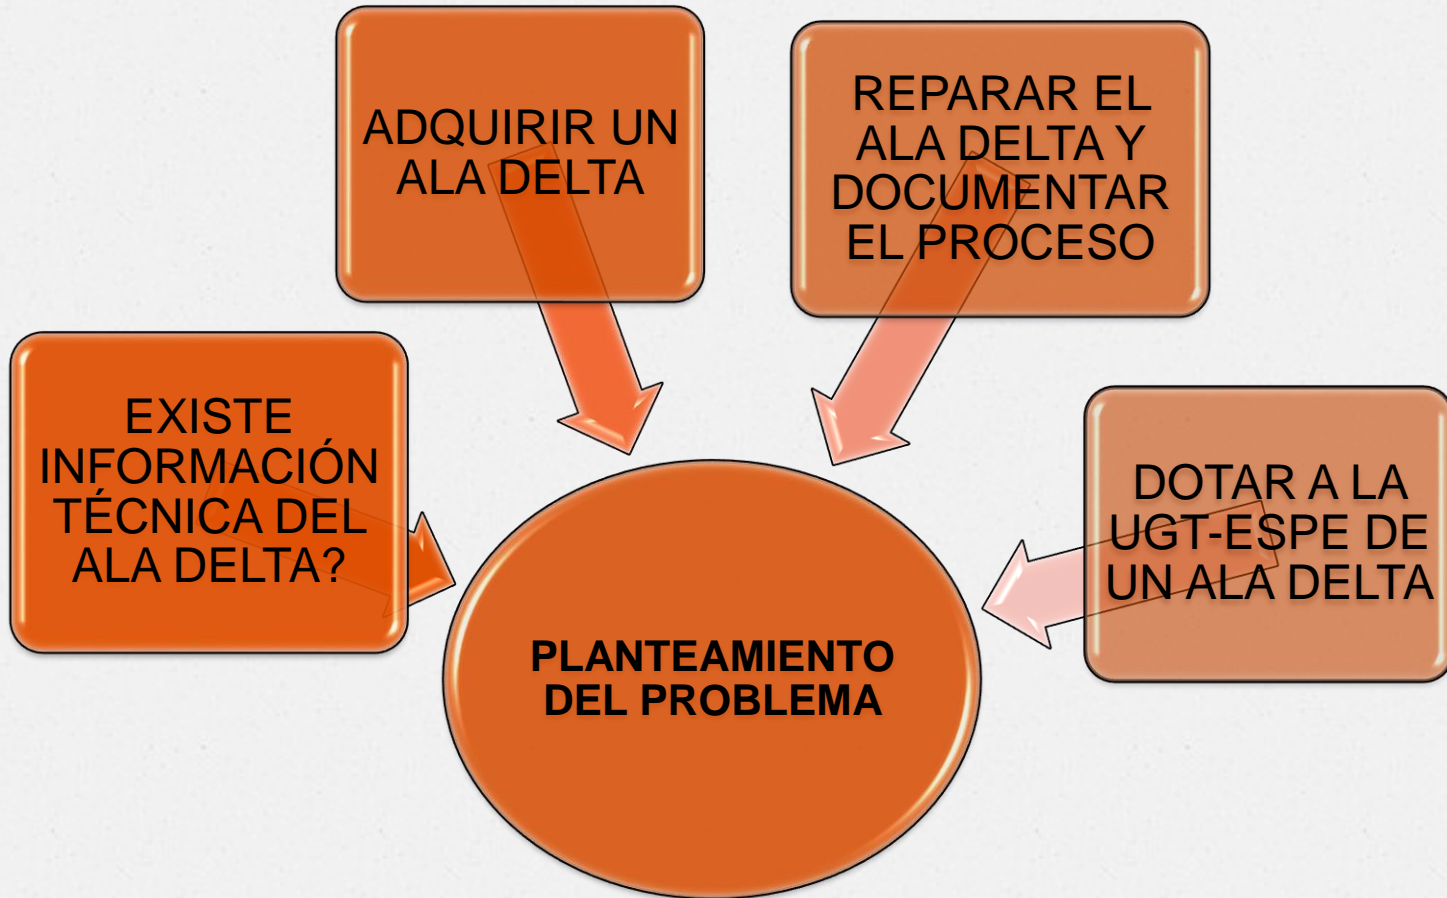 ADQUIRIR UN
ALA DELTA
REPARAR EL
ALA DELTA Y
DOCUMENTAR
EL PROCESO
EXISTE
INFORMACIÓN
TÉCNICA DEL
ALA DELTA?
DOTAR A LA
UGT-ESPE DE
UN ALA DELTA
PLANTEAMIENTO
DEL PROBLEMA